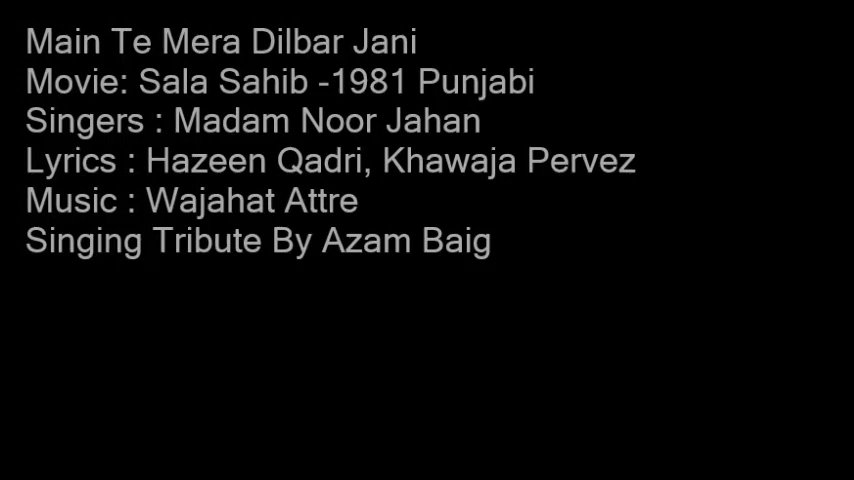 Main Te Mera Dilbar Jani
Movie: Sala Sahib -1981 Punjabi
Singers : Madam Noor Jahan
Lyrics : Hazeen Qadri, Khawaja Pervez
Music : Wajahat Attre
Singing Tribute By Azam Baig